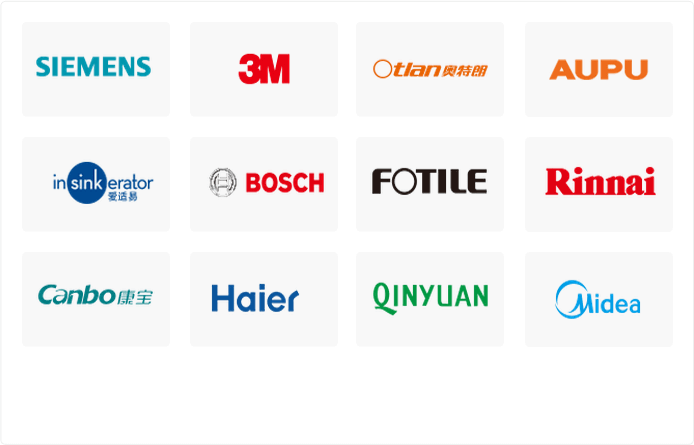 SIEMENS
3M
Otlan奥特朗
AUPU
insinkerator
爱适易
BOSCH
FOTILE
Rinnai
Canbo康宝
Haier
QINYUAN
Midea